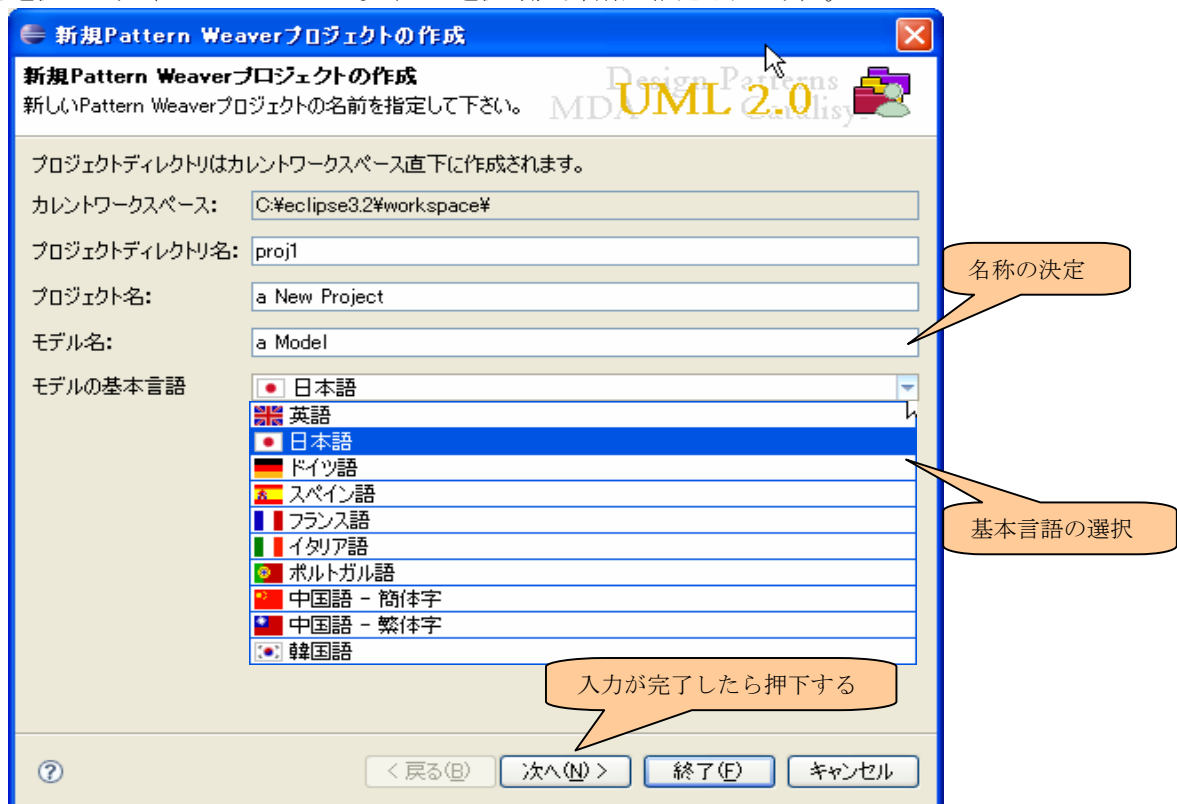 新規Pattern Weaverプロジェクトの作成
新規Pattern Weaverプロジェクトの作成
新しいPattern Weaverプロジェクトの名前を指定して下さい。
Design Patterns
UML 2.0
プロジェクトディレクトリはカレントワークスペース直下に作成されます。
カレントワークスペース: C:¥eclipse3.2¥workspace¥
プロジェクトディレクトリ名: proj1
名称の決定
プロジェクト名: a New Project
モデル名: a Model
モデルの基本言語 日本語
英語
日本語
ドイツ語
スペイン語
フランス語
基本言語の選択
イタリア語
ポルトガル語
中国語 - 簡体字
中国語 - 繁体字
韓国語
入力が完了したら押下する
< 戻る(B) 次へ(N) > 終了(F) キャンセル